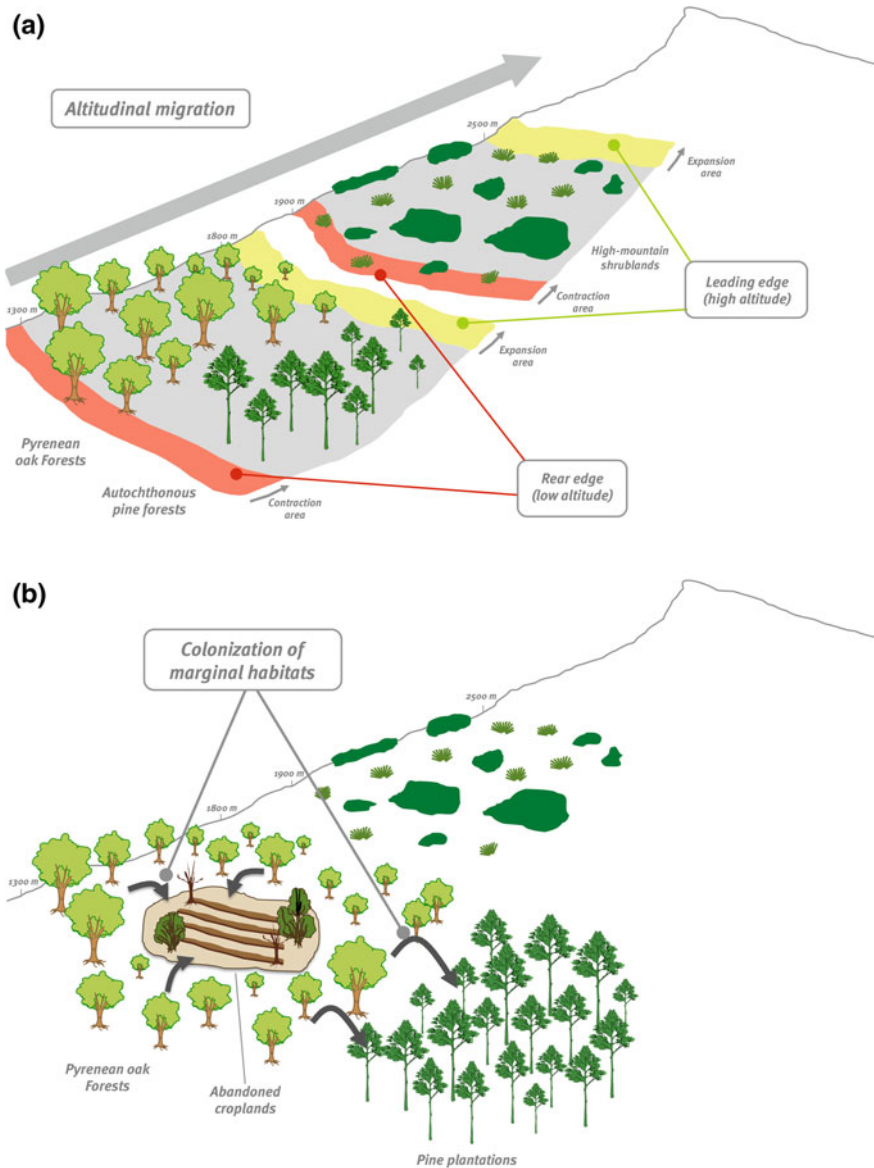 (a)
Altitudinal migration
2500 m
Expansion
area
1900 m
1800 m
High-mountain
shrublands
Leading edge
(high altitude)
Contraction
area
1300 m
Expansion
area
Pyrenean
oak Forests
Rear edge
(low altitude)
Autochthonous
pine forests
Contraction
area
(b)
Colonization of
marginal habitats
2500 m
1900 m
1800 m
1300 m
Pyrenean oak
Forests
Abandoned
croplands
Pine plantations